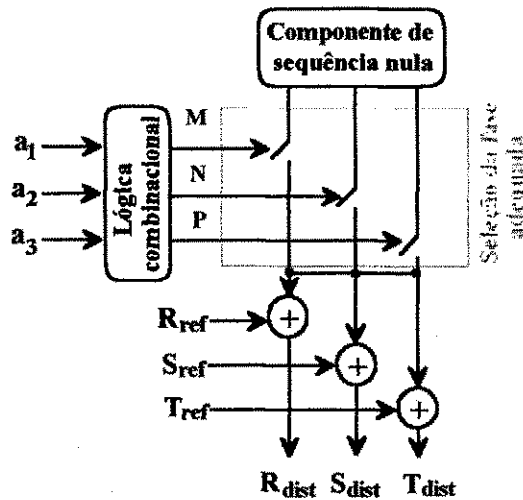 Componente de
sequência nula
M
a1
Lógica
combinacional
N
a2
P
a3
Seleção da Fase
adequada
Rref
+
Sref
+
Tref
+
Rdist
Sdist
Tdist